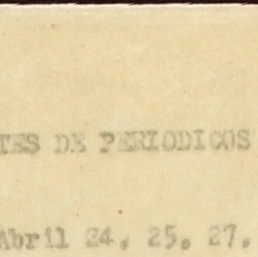 TES DE PERIODICOS
Abril 24, 25, 27,